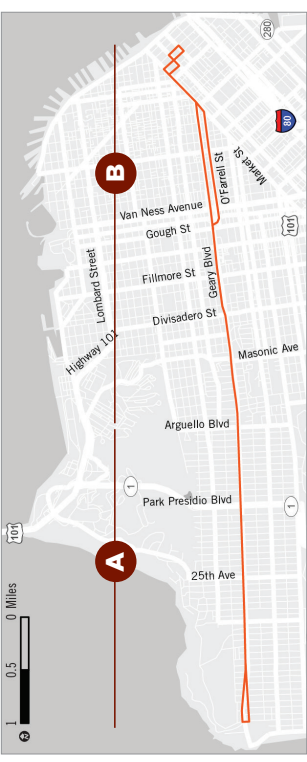 280
80
B
Market St
O'Farrell St
Van Ness Avenue
101
Gough St
Lombard Street
Geary Blvd
Fillmore St
Divisadero St
Highway 101
Masonic Ave
Arguello Blvd
1
Park Presidio Blvd
1
101
A
25th Ave
1 0.5 0 Miles